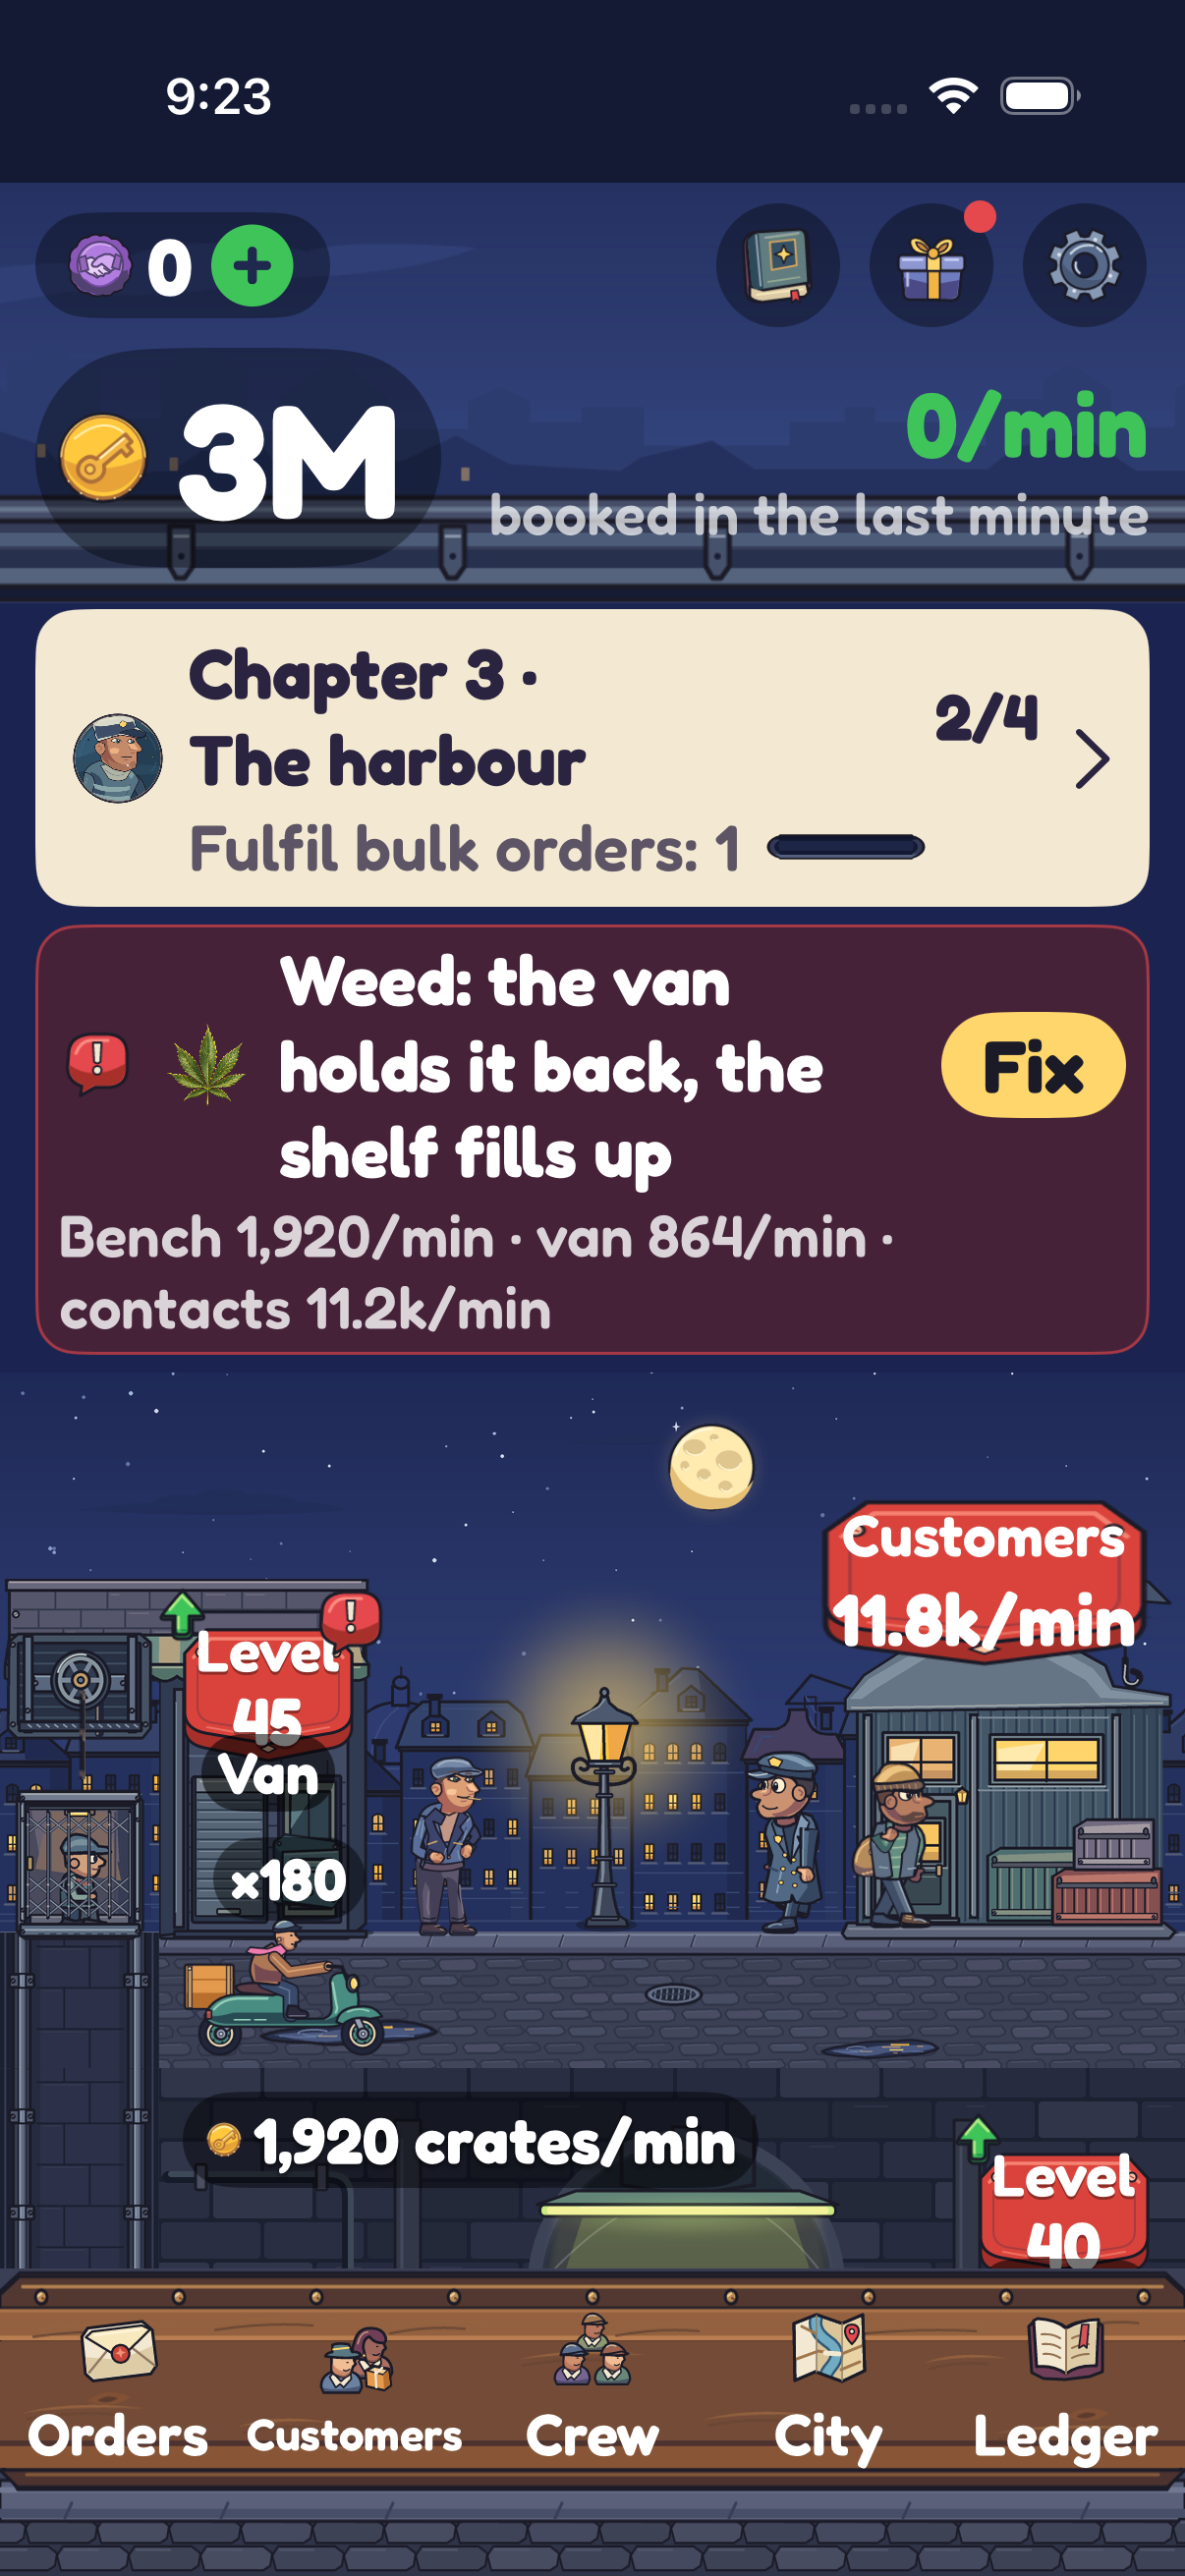 9:23
0
3M
0/min
booked in the last minute
Chapter 3 ·
The harbour
2/4
Fulfil bulk orders: 1
Weed: the van
holds it back, the
shelf fills up
Fix
Bench 1,920/min · van 864/min ·
contacts 11.2k/min
Customers
11.8k/min
Level
45
Van
×180
1,920 crates/min
Level
40
Orders
Customers
Crew
City
Ledger